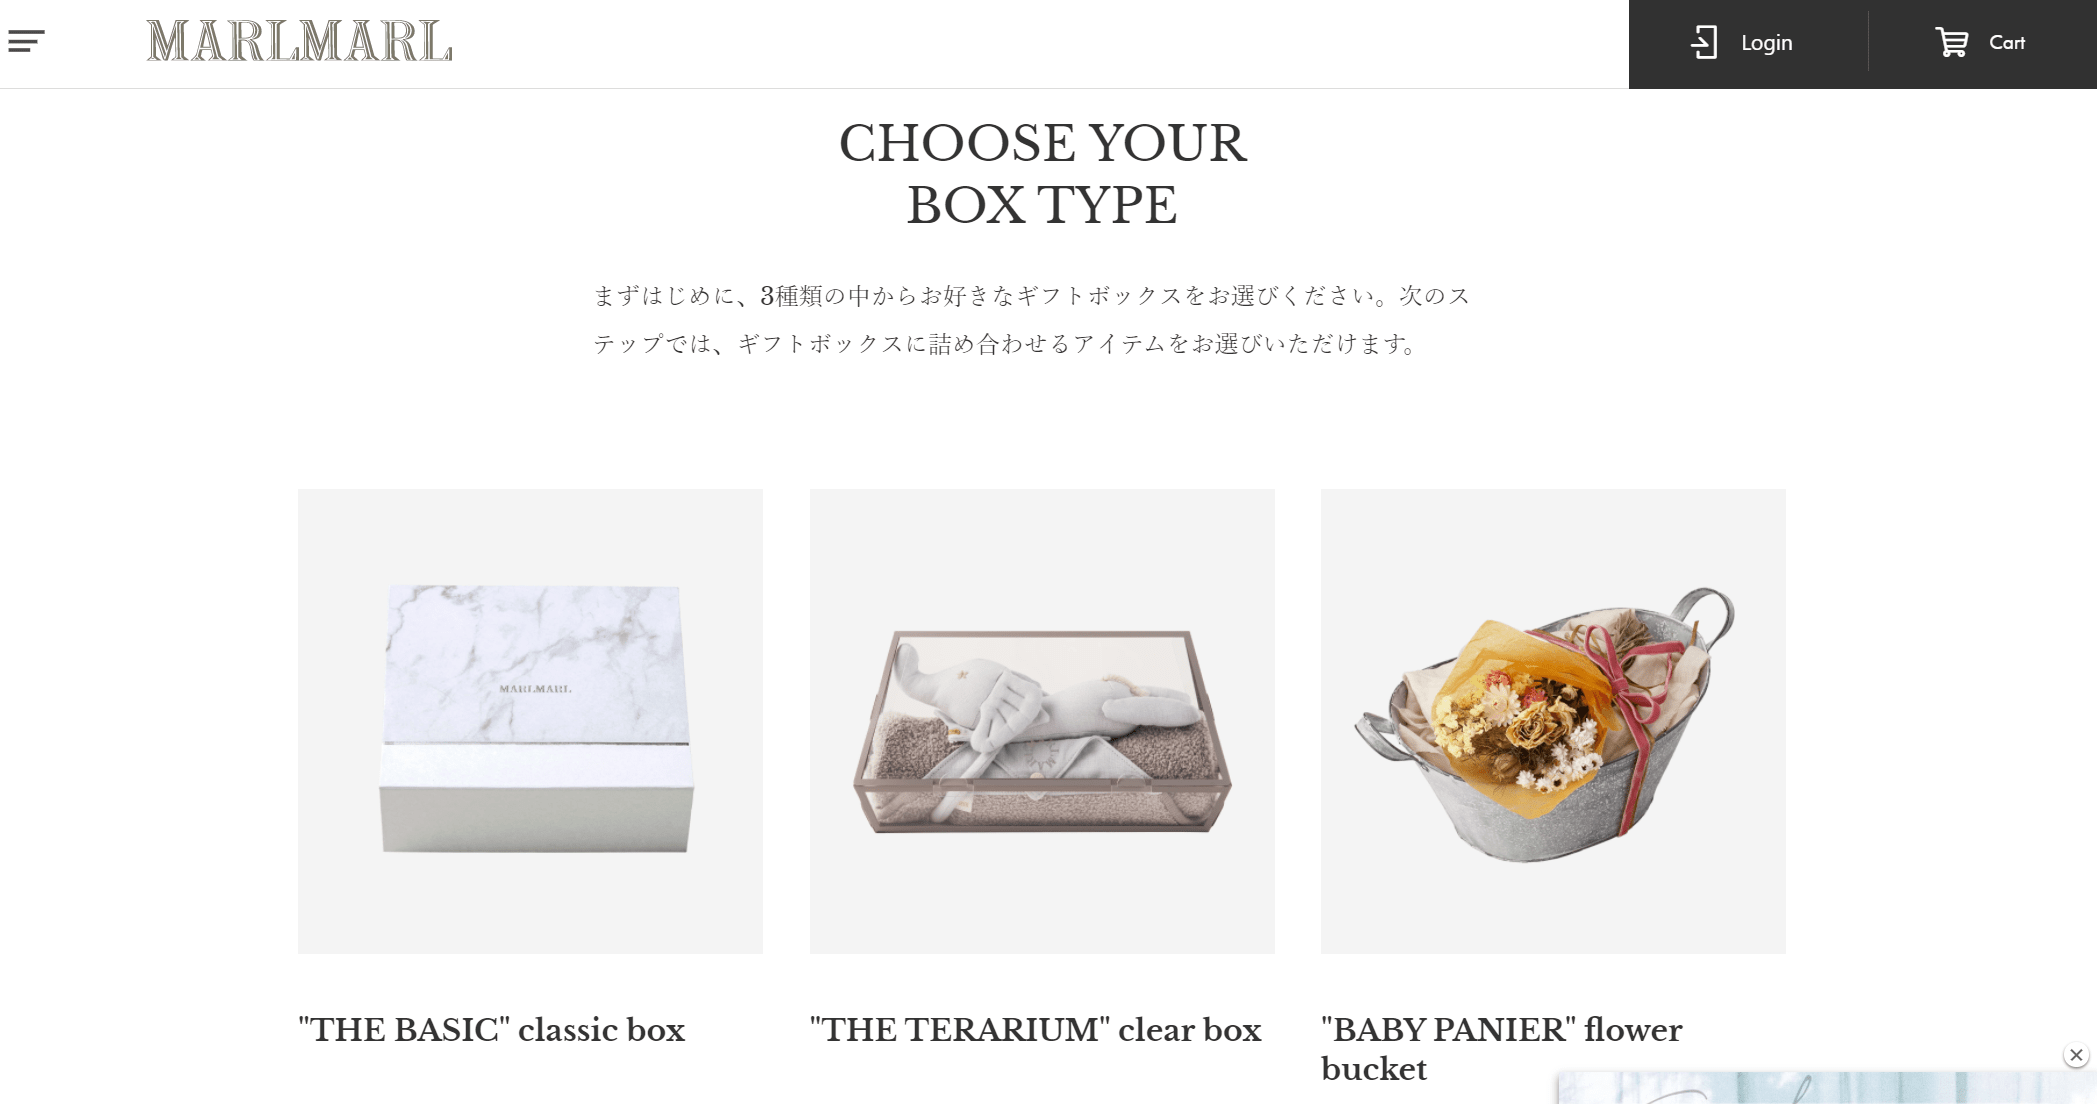 MARLMARL
Login
Cart
CHOOSE YOUR
BOX TYPE
まずはじめに、3種類の中からお好きなギフトボックスをお選びください。次のス
テップでは、ギフトボックスに詰め合わせるアイテムをお選びいただけます。
MARLMARL
"THE BASIC" classic box
"THE TERARIUM" clear box
"BABY PANIER" flower
bucket